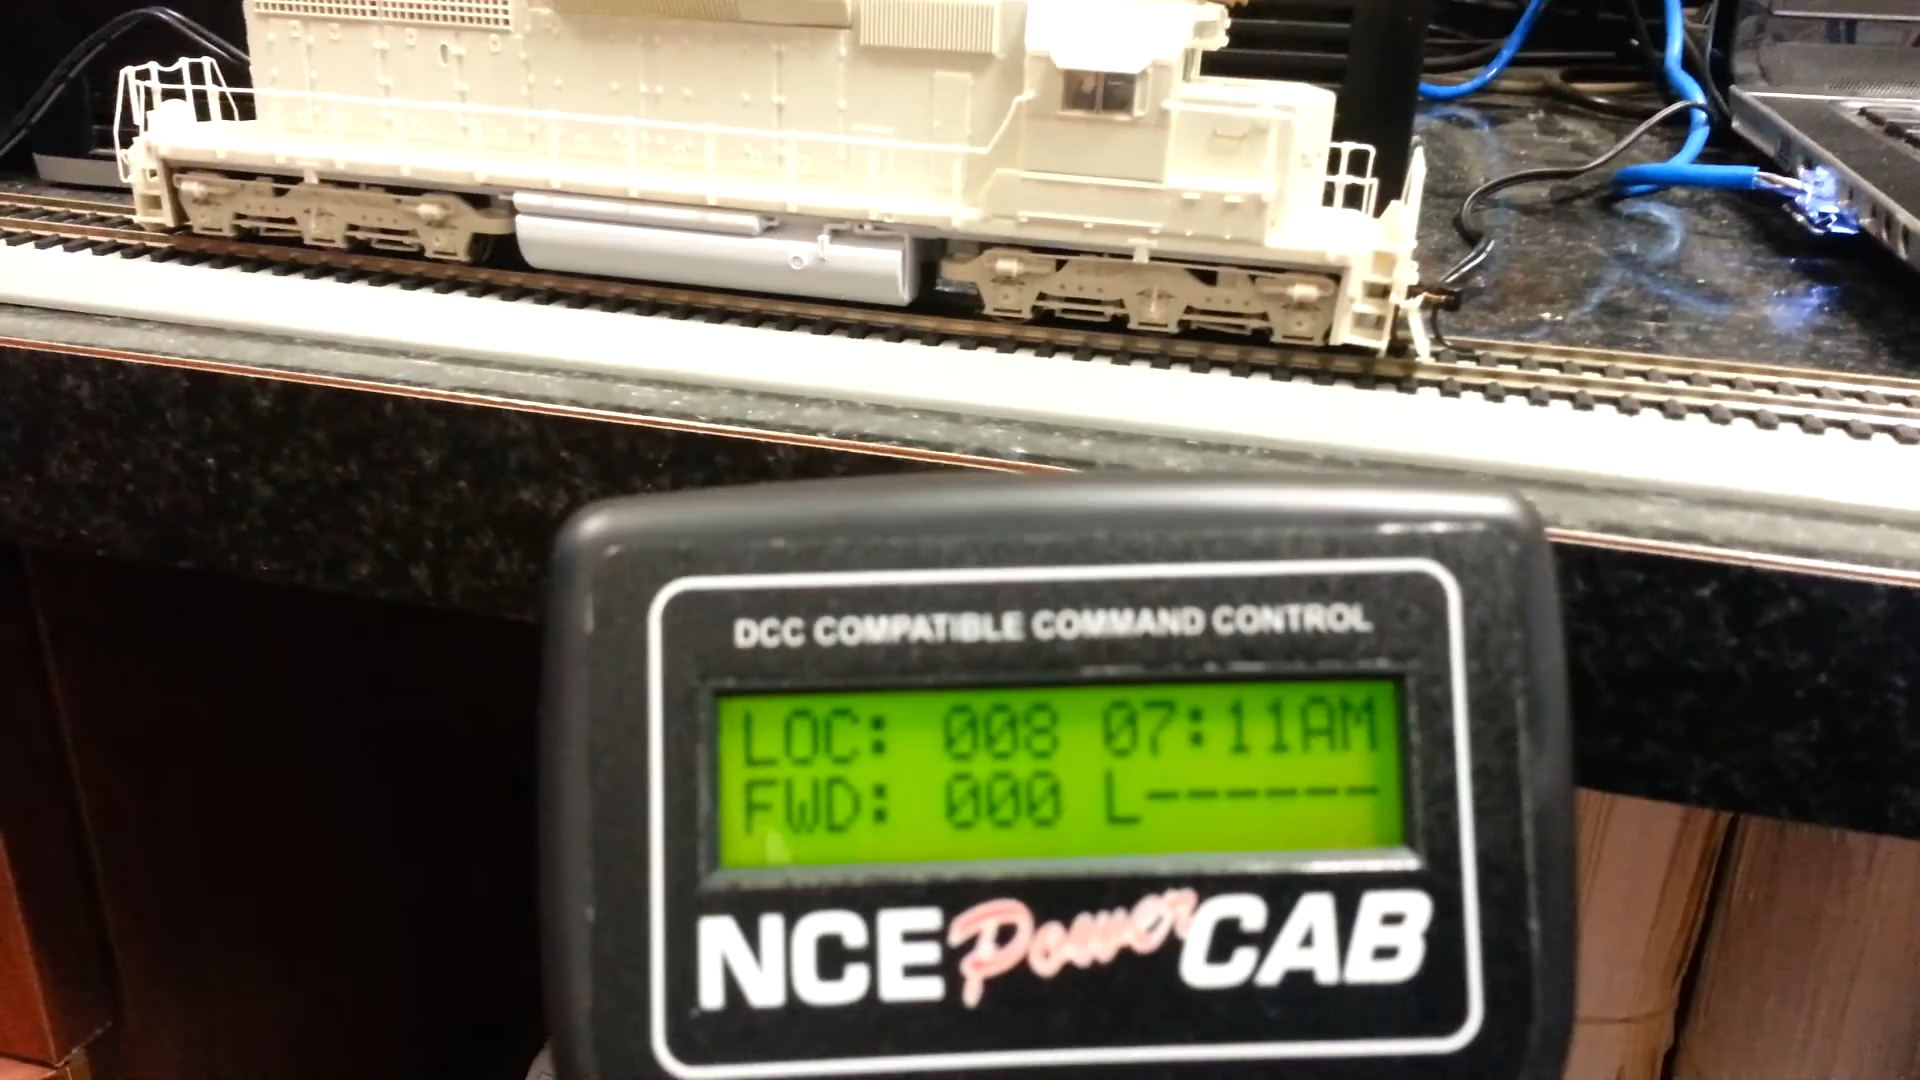 DCC COMPATIBLE COMMAND CONTROL
LOC: 008 07:11AM
FWD: 000 L------
NCE Power CAB